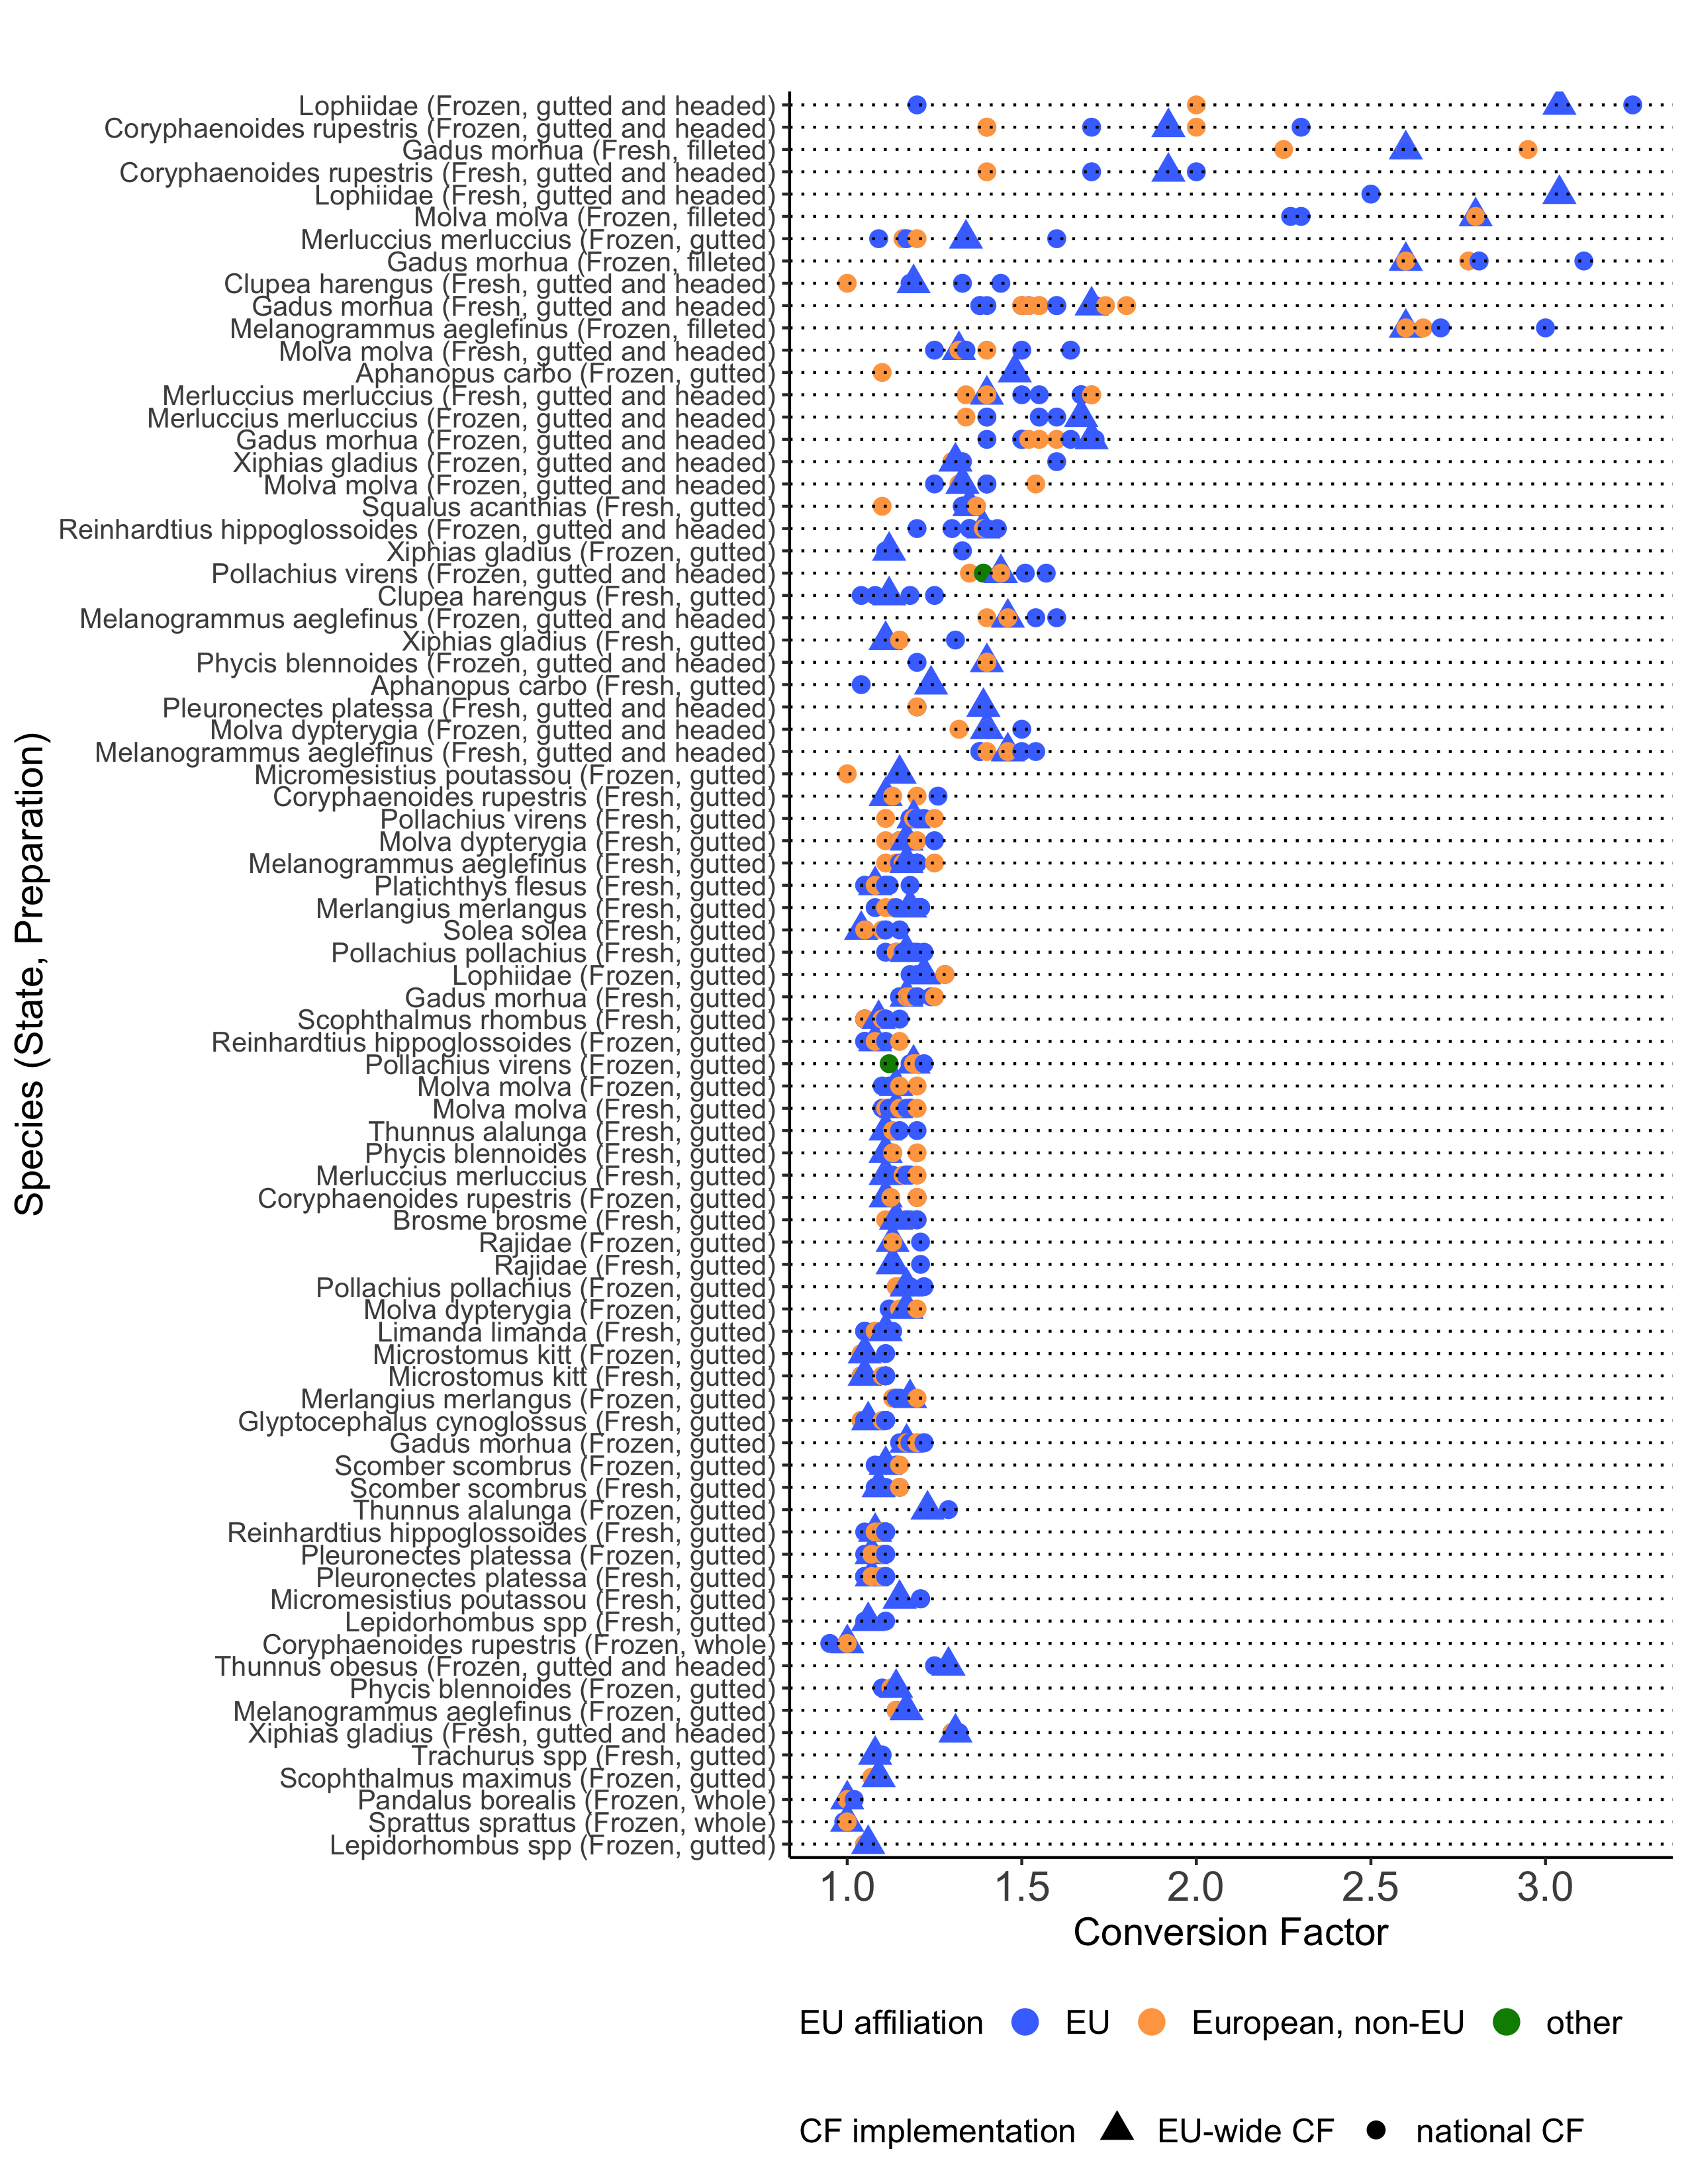 Lophiidae (Frozen, gutted and headed)
Coryphaenoides rupestris (Frozen, gutted and headed)
Gadus morhua (Fresh, filleted)
Coryphaenoides rupestris (Fresh, gutted and headed)
Lophiidae (Fresh, gutted and headed)
Molva molva (Frozen, filleted)
Merluccius merluccius (Frozen, gutted)
Gadus morhua (Frozen, filleted)
Clupea harengus (Fresh, gutted and headed)
Gadus morhua (Fresh, gutted and headed)
Melanogrammus aeglefinus (Frozen, filleted)
Molva molva (Fresh, gutted and headed)
Aphanopus carbo (Frozen, gutted)
Merluccius merluccius (Fresh, gutted and headed)
Merluccius merluccius (Frozen, gutted and headed)
Gadus morhua (Frozen, gutted and headed)
Xiphias gladius (Frozen, gutted and headed)
Molva molva (Frozen, gutted and headed)
Squalus acanthias (Fresh, gutted)
Reinhardtius hippoglossoides (Frozen, gutted and headed)
Xiphias gladius (Frozen, gutted)
Pollachius virens (Frozen, gutted and headed)
Clupea harengus (Fresh, gutted)
Melanogrammus aeglefinus (Frozen, gutted and headed)
Xiphias gladius (Fresh, gutted)
Phycis blennoides (Frozen, gutted and headed)
Aphanopus carbo (Fresh, gutted)
Pleuronectes platessa (Fresh, gutted and headed)
Molva dypterygia (Frozen, gutted and headed)
Melanogrammus aeglefinus (Fresh, gutted and headed)
Micromesistius poutassou (Frozen, gutted)
Coryphaenoides rupestris (Fresh, gutted)
Pollachius virens (Fresh, gutted)
Molva dypterygia (Fresh, gutted)
Melanogrammus aeglefinus (Fresh, gutted)
Platichthys flesus (Fresh, gutted)
Merlangius merlangus (Fresh, gutted)
Solea solea (Fresh, gutted)
Pollachius pollachius (Fresh, gutted)
Lophiidae (Frozen, gutted)
Gadus morhua (Fresh, gutted)
Scophthalmus rhombus (Fresh, gutted)
Reinhardtius hippoglossoides (Frozen, gutted)
Pollachius virens (Frozen, gutted)
Molva molva (Frozen, gutted)
Molva molva (Fresh, gutted)
Thunnus alalunga (Fresh, gutted)
Phycis blennoides (Fresh, gutted)
Merluccius merluccius (Fresh, gutted)
Coryphaenoides rupestris (Frozen, gutted)
Brosme brosme (Fresh, gutted)
Rajidae (Frozen, gutted)
Rajidae (Fresh, gutted)
Pollachius pollachius (Frozen, gutted)
Molva dypterygia (Frozen, gutted)
Limanda limanda (Fresh, gutted)
Microstomus kitt (Frozen, gutted)
Microstomus kitt (Fresh, gutted)
Merlangius merlangus (Frozen, gutted)
Glyptocephalus cynoglossus (Fresh, gutted)
Gadus morhua (Frozen, gutted)
Scomber scombrus (Frozen, gutted)
Scomber scombrus (Fresh, gutted)
Thunnus alalunga (Frozen, gutted)
Reinhardtius hippoglossoides (Fresh, gutted)
Pleuronectes platessa (Frozen, gutted)
Pleuronectes platessa (Fresh, gutted)
Micromesistius poutassou (Fresh, gutted)
Lepidorhombus spp (Fresh, gutted)
Coryphaenoides rupestris (Frozen, whole)
Thunnus obesus (Frozen, gutted and headed)
Phycis blennoides (Frozen, gutted)
Melanogrammus aeglefinus (Frozen, gutted)
Xiphias gladius (Fresh, gutted and headed)
Trachurus spp (Fresh, gutted)
Scophthalmus maximus (Frozen, gutted)
Pandalus borealis (Frozen, whole)
Sprattus sprattus (Frozen, whole)
Lepidorhombus spp (Frozen, gutted)
Species (State, Preparation)
1.0 1.5 2.0 2.5 3.0
Conversion Factor
EU affiliation EU European, non-EU other
CF implementation EU-wide CF national CF